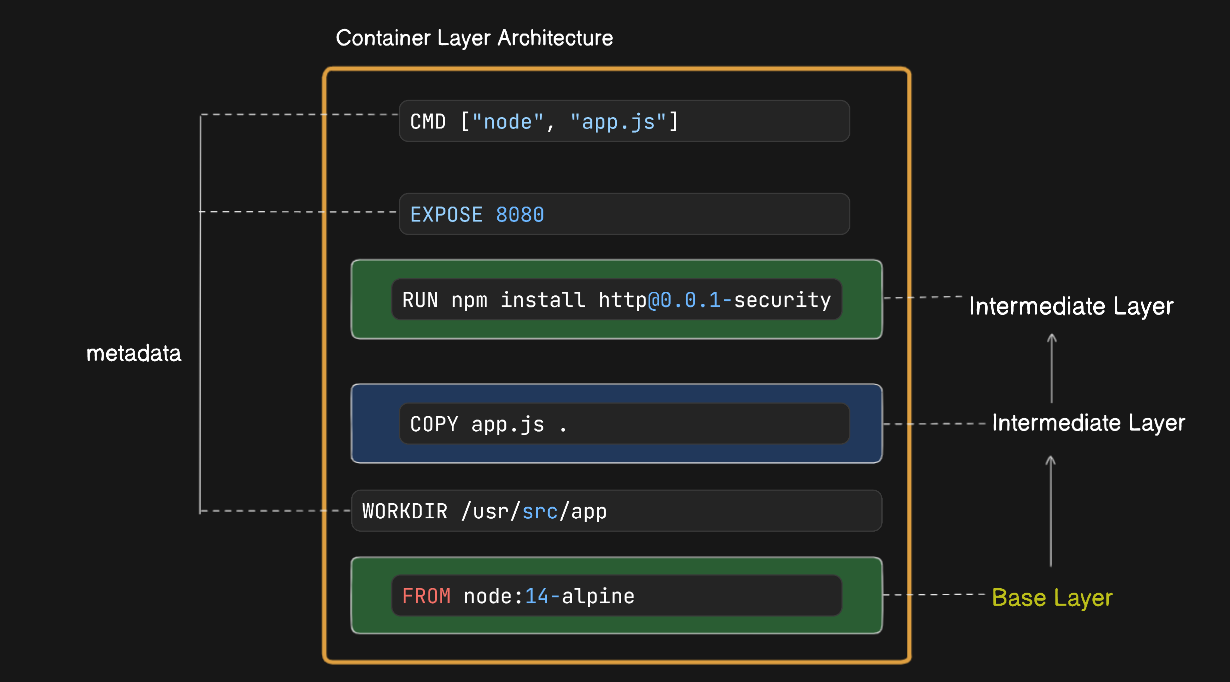 Container Layer Architecture
CMD ["node", "app.js"]
EXPOSE 8080
RUN npm install http@0.0.1-security
Intermediate Layer
metadata
COPY app.js .
Intermediate Layer
WORKDIR /usr/src/app
FROM node:14-alpine
Base Layer